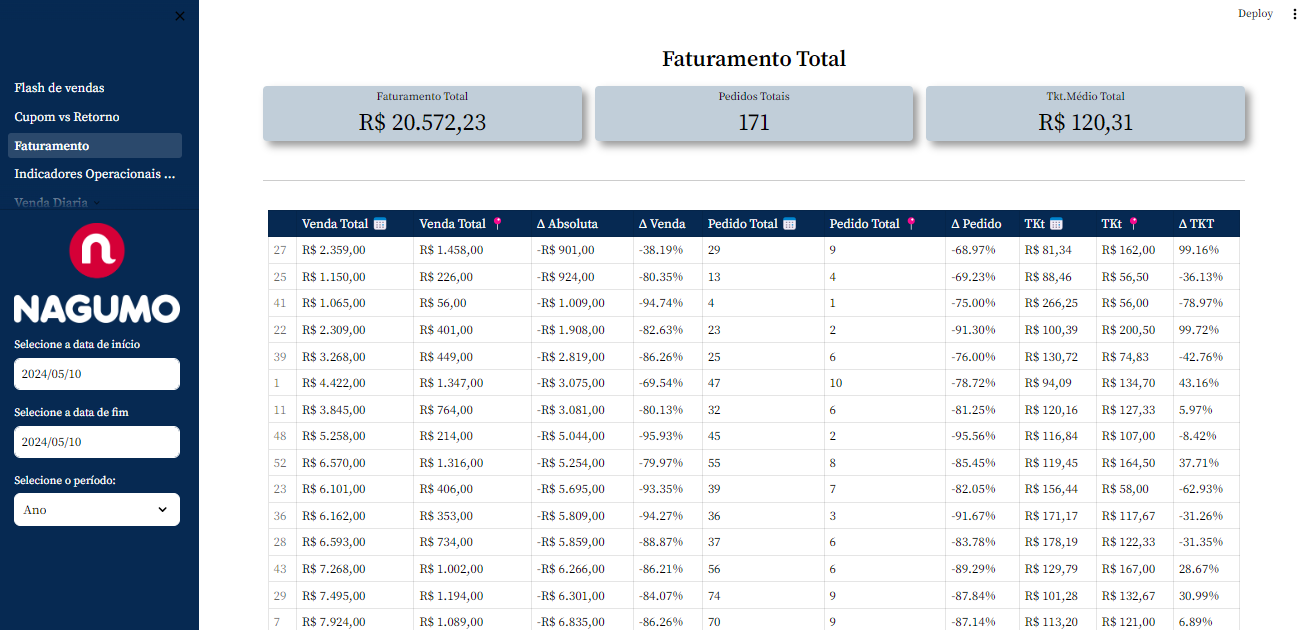 Deploy
Flash de vendas
Cupom vs Retorno
Faturamento
Indicadores Operacionais ...
Venda Diaria
n
NAGUMO
Selecione a data de início
2024/05/10
Selecione a data de fim
2024/05/10
Selecione o período:
Ano
Faturamento Total
Faturamento Total
R$ 20.572,23
Pedidos Totais
171
Tkt.Médio Total
R$ 120,31
Venda Total Venda Total Δ Absoluta Δ Venda Pedido Total Pedido Total Δ Pedido TKt TKt Δ TKT
27 R$ 2.359,00 R$ 1.458,00 -R$ 901,00 -38.19% 29 9 -68.97% R$ 81,34 R$ 162,00 99.16%
25 R$ 1.150,00 R$ 226,00 -R$ 924,00 -80.35% 13 4 -69.23% R$ 88,46 R$ 56,50 -36.13%
41 R$ 1.065,00 R$ 56,00 -R$ 1.009,00 -94.74% 4 1 -75.00% R$ 266,25 R$ 56,00 -78.97%
22 R$ 2.309,00 R$ 401,00 -R$ 1.908,00 -82.63% 23 2 -91.30% R$ 100,39 R$ 200,50 99.72%
39 R$ 3.268,00 R$ 449,00 -R$ 2.819,00 -86.26% 25 6 -76.00% R$ 130,72 R$ 74,83 -42.76%
1 R$ 4.422,00 R$ 1.347,00 -R$ 3.075,00 -69.54% 47 10 -78.72% R$ 94,09 R$ 134,70 43.16%
11 R$ 3.845,00 R$ 764,00 -R$ 3.081,00 -80.13% 32 6 -81.25% R$ 120,16 R$ 127,33 5.97%
48 R$ 5.258,00 R$ 214,00 -R$ 5.044,00 -95.93% 45 2 -95.56% R$ 116,84 R$ 107,00 -8.42%
52 R$ 6.570,00 R$ 1.316,00 -R$ 5.254,00 -79.97% 55 8 -85.45% R$ 119,45 R$ 164,50 37.71%
23 R$ 6.101,00 R$ 406,00 -R$ 5.695,00 -93.35% 39 7 -82.05% R$ 156,44 R$ 58,00 -62.93%
36 R$ 6.162,00 R$ 353,00 -R$ 5.809,00 -94.27% 36 3 -91.67% R$ 171,17 R$ 117,67 -31.26%
28 R$ 6.593,00 R$ 734,00 -R$ 5.859,00 -88.87% 37 6 -83.78% R$ 178,19 R$ 122,33 -31.35%
43 R$ 7.268,00 R$ 1.002,00 -R$ 6.266,00 -86.21% 56 6 -89.29% R$ 129,79 R$ 167,00 28.67%
29 R$ 7.495,00 R$ 1.194,00 -R$ 6.301,00 -84.07% 74 9 -87.84% R$ 101,28 R$ 132,67 30.99%
7 R$ 7.924,00 R$ 1.089,00 -R$ 6.835,00 -86.26% 70 9 -87.14% R$ 113,20 R$ 121,00 6.89%